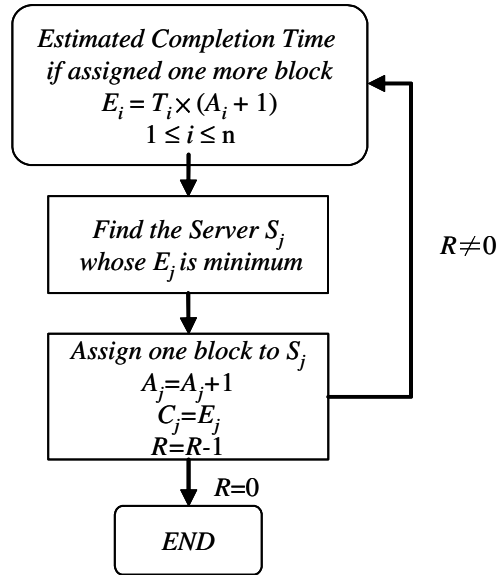 Estimated Completion Time
if assigned one more block
E_i = T_i × (A_i + 1)
1 ≤ i ≤ n
Find the Server S_j
whose E_j is minimum
Assign one block to S_j
A_j=A_j+1
C_j=E_j
R=R-1
R≠0
R=0
END